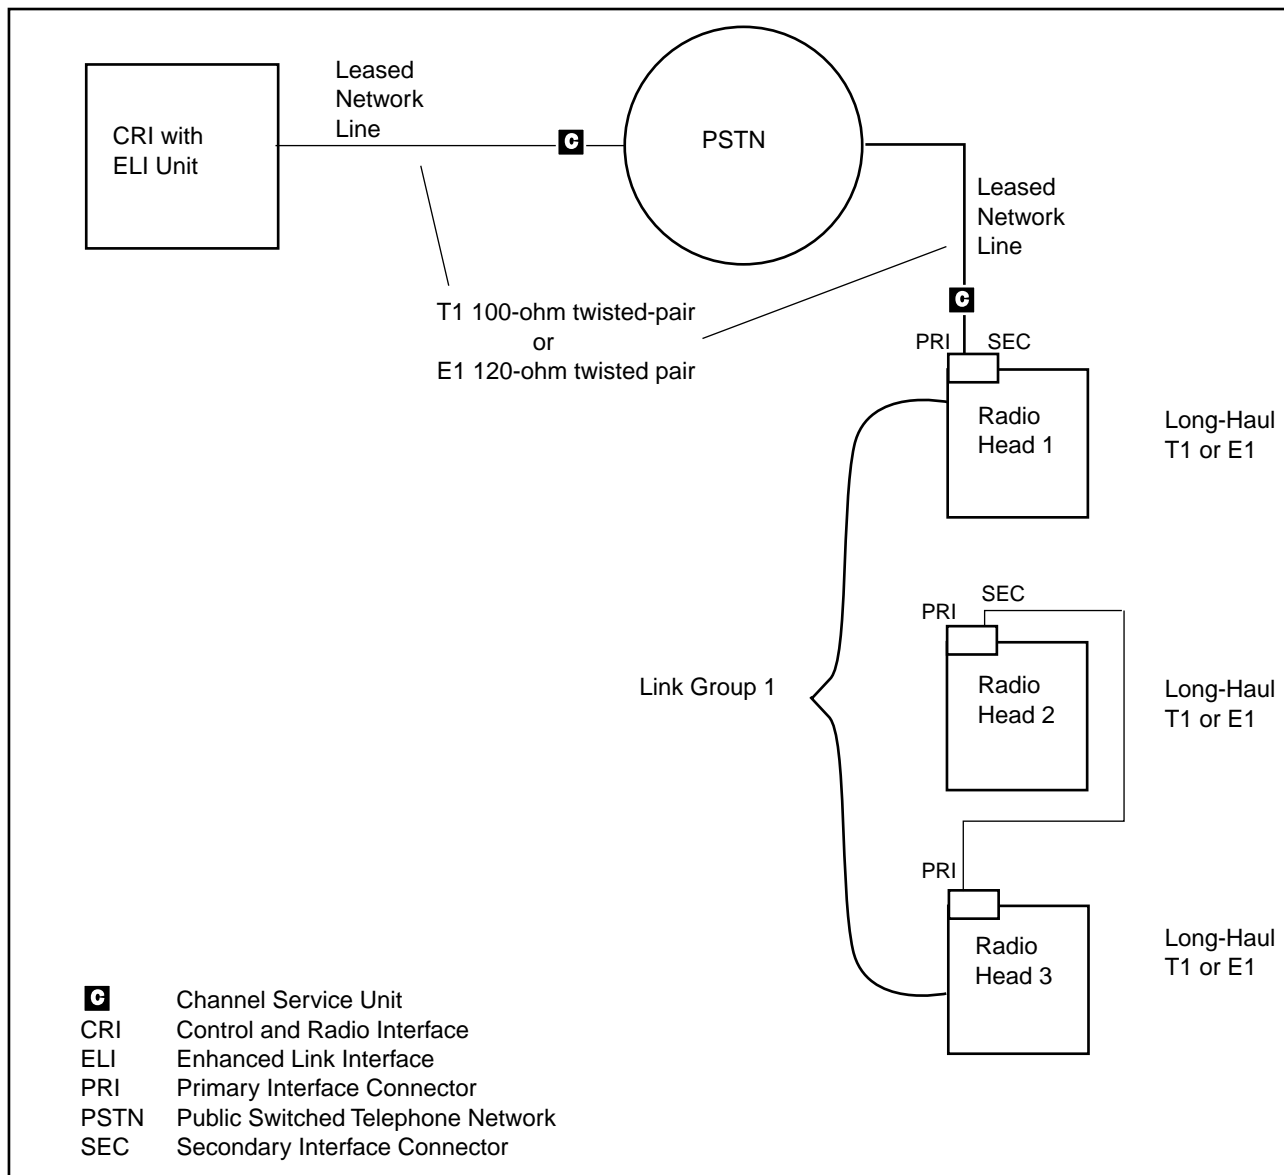 Leased
Network
Line
CRI with
ELI Unit
C
PSTN
Leased
Network
Line
T1 100-ohm twisted-pair
or
E1 120-ohm twisted pair
C
PRI SEC
Radio
Head 1
Long-Haul
T1 or E1
SEC
PRI
Link Group 1
Radio
Head 2
Long-Haul
T1 or E1
PRI
Radio
Head 3
Long-Haul
T1 or E1
C Channel Service Unit
CRI Control and Radio Interface
ELI Enhanced Link Interface
PRI Primary Interface Connector
PSTN Public Switched Telephone Network
SEC Secondary Interface Connector